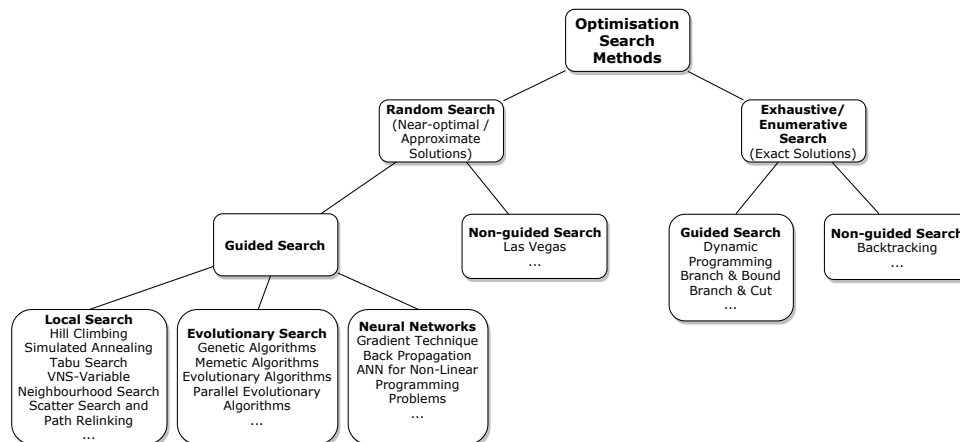 Optimisation
Search
Methods
Random Search
(Near-optimal /
Approximate
Solutions)
Exhaustive/
Enumerative
Search
(Exact Solutions)
Guided Search
Non-guided Search
Las Vegas
...
Guided Search
Dynamic
Programming
Branch & Bound
Branch & Cut
...
Non-guided Search
Backtracking
...
Local Search
Hill Climbing
Simulated Annealing
Tabu Search
VNS-Variable
Neighbourhood Search
Scatter Search and
Path Relinking
...
Evolutionary Search
Genetic Algorithms
Memetic Algorithms
Evolutionary Algorithms
Parallel Evolutionary
Algorithms
...
Neural Networks
Gradient Technique
Back Propagation
ANN for Non-Linear
Programming
Problems
...